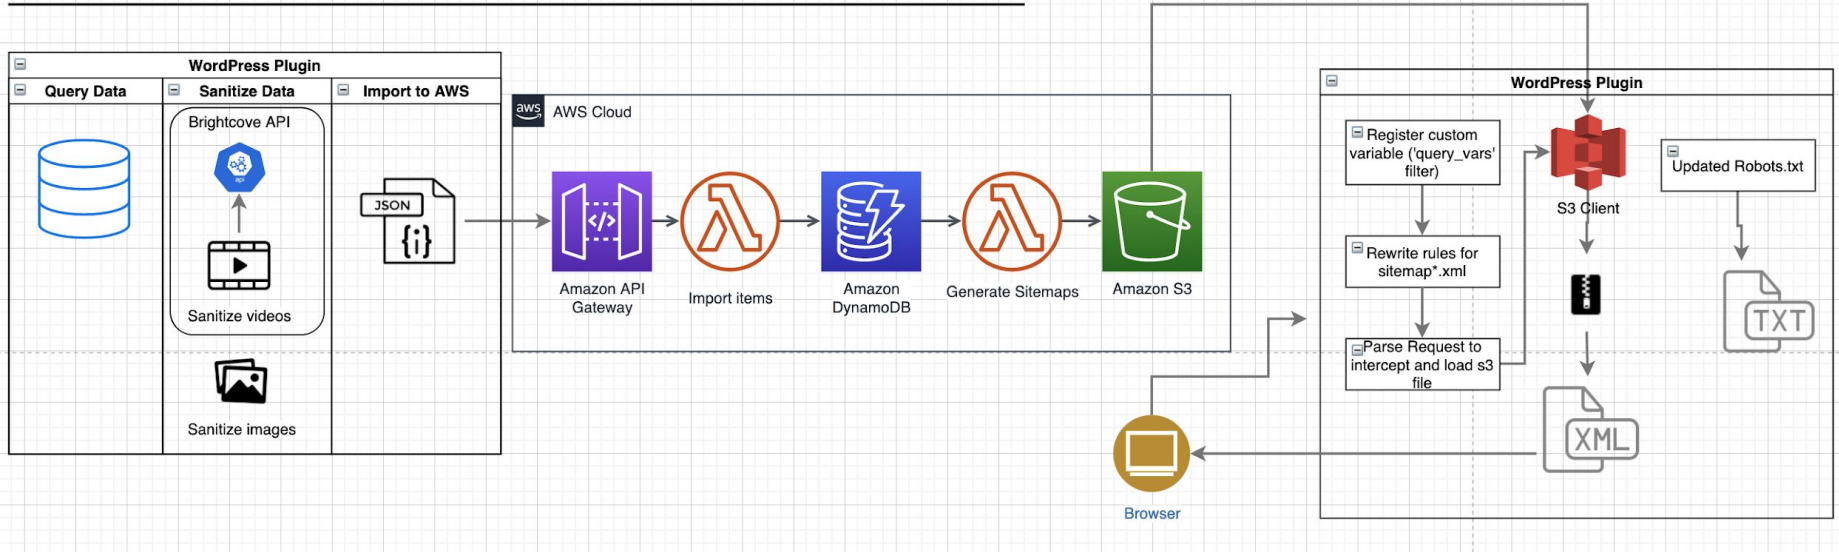 WordPress Plugin
Query Data
Sanitize Data
Import to AWS
Brightcove API
api
Sanitize videos
Sanitize images
JSON
{i}
aws
AWS Cloud
</>
Amazon API
Gateway
Import items
Amazon
DynamoDB
Generate Sitemaps
Amazon S3
Browser
WordPress Plugin
Register custom
variable ('query_vars'
filter)
Rewrite rules for
sitemap*.xml
Parse Request to
intercept and load s3
file
S3 Client
XML
Updated Robots.txt
TXT